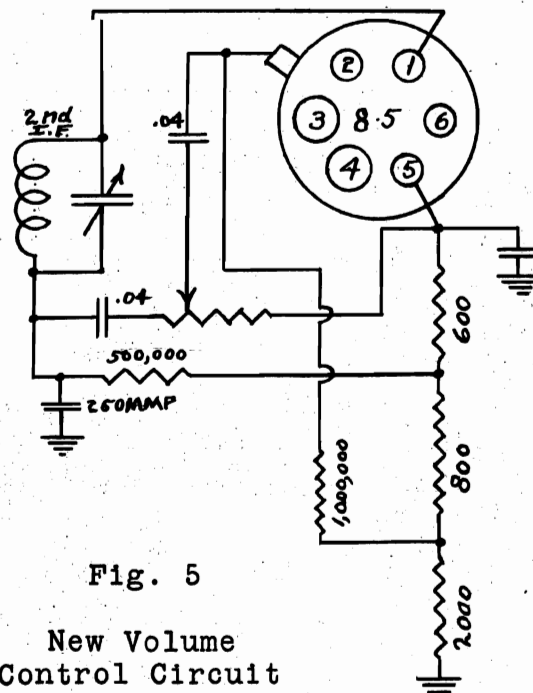 2nd
I.F.
.04
2
1
3
8·5
6
4
5
.04
500,000
250MMF
600
800
1,000,000
2000
Fig. 5
New Volume
Control Circuit